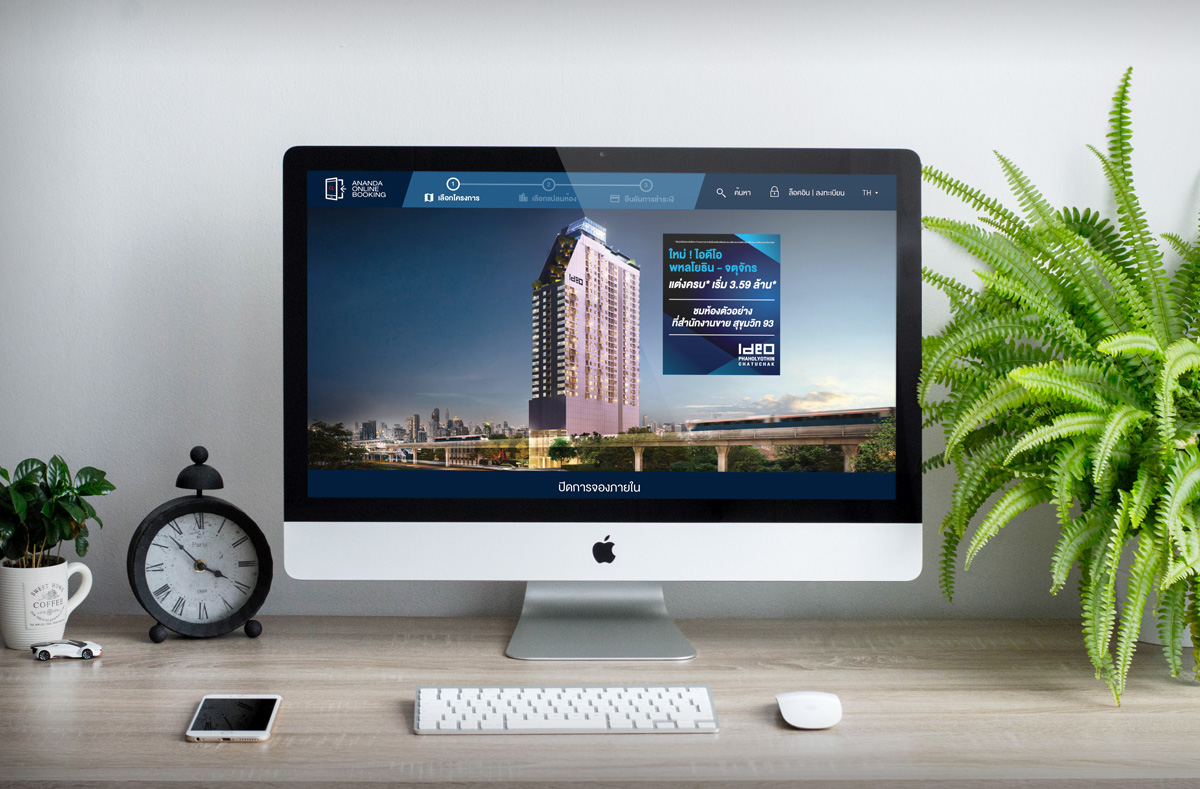 ANANDA
ONLINE
BOOKING
1
2
3
เลือกโครงการ
เลือกแปลนห้อง
ยืนยันการชำระเงิน
ค้นหา
ล็อคอิน | ลงทะเบียน
TH
ideo
ใหม่ ! ไอดีโอ
พหลโยธิน - จตุจักร
แต่งครบ* เริ่ม 3.59 ล้าน*
ชมห้องตัวอย่าง
ที่สำนักงานขาย สุขุมวิท 93
ideo
PHAHOLYOTHIN
CHATUCHAK
ปิดการจองภายใน
Paris
COFFEE